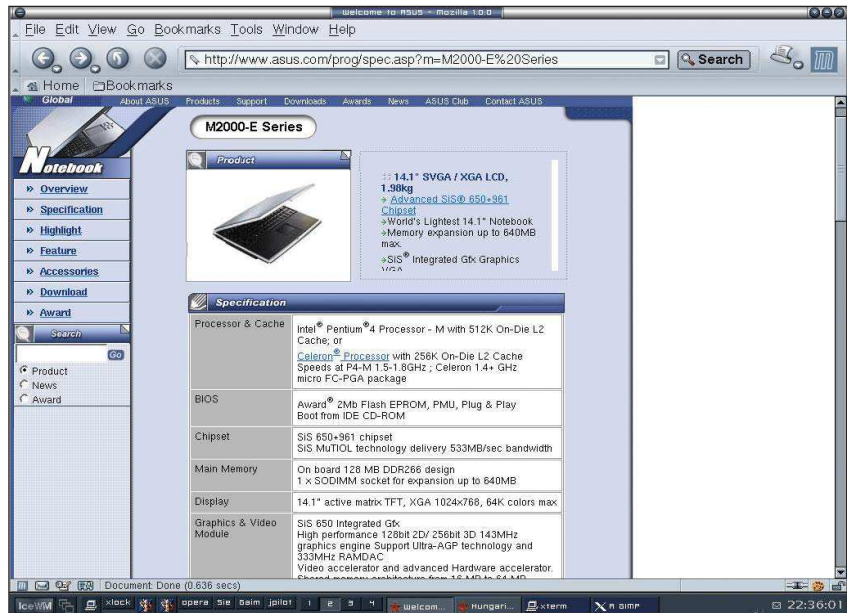 Welcome to ASUS - Mozilla 1.0.0
File Edit View Go Bookmarks Tools Window Help
http://www.asus.com/prog/spec.asp?m=M2000-E%20Series
Search
Home Bookmarks
Global
About ASUS Products Support Downloads Awards News ASUS Club Contact ASUS
Notebook
Overview
Specification
Highlight
Feature
Accessories
Download
Award
Search
Go
Product
News
Award
M2000-E Series
Product
14.1" SVGA / XGA LCD,
1.98kg
Advanced SiS® 650+961
Chipset
World's Lightest 14.1" Notebook
Memory expansion up to 640MB
max.
SiS® Integrated Gfx Graphics
VGA
Specification
Processor & Cache
Intel® Pentium®4 Processor - M with 512K On-Die L2
Cache; or
Celeron® Processor with 256K On-Die L2 Cache
Speeds at P4-M 1.5-1.8GHz ; Celeron 1.4+ GHz
micro FC-PGA package
BIOS
Award® 2Mb Flash EPROM, PMU, Plug & Play
Boot from IDE CD-ROM
Chipset
SiS 650+961 chipset
SiS MuTIOL technology delivery 533MB/sec bandwidth
Main Memory
On board 128 MB DDR266 design
1 x SODIMM socket for expansion up to 640MB
Display
14.1" active matrix TFT, XGA 1024x768, 64K colors max
Graphics & Video
Module
SiS 650 Integrated Gfx
High performance 128bit 2D/ 256bit 3D 143MHz
graphics engine Support Ultra-AGP technology and
333MHz RAMDAC
Video accelerator and advanced Hardware accelerator.
Shared memory architecture from 16 MB to 64 MB
Document: Done (0.636 secs)
IceWM xlock opera Sie Gaim jpilot 1 2 3 4 Welcom... Hungari... xterm 22:36:01